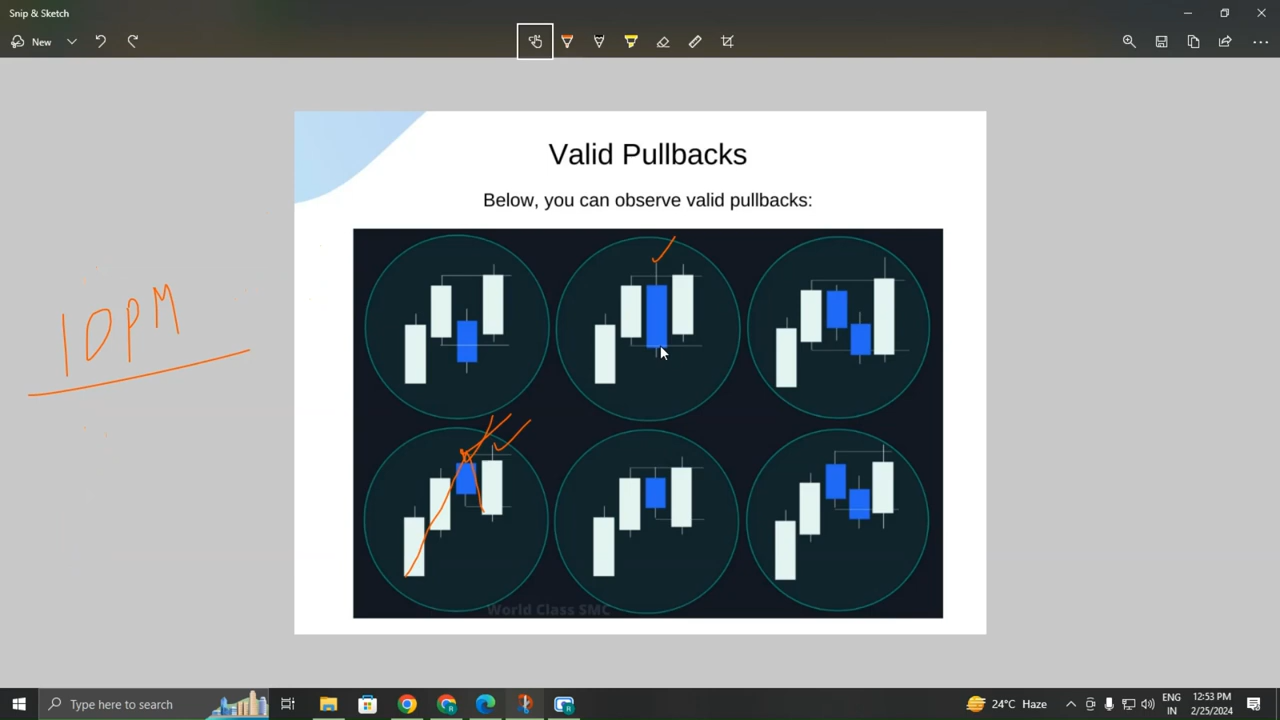 Snip & Sketch
New
Valid Pullbacks
Below, you can observe valid pullbacks:
10PM
World Class SMC
Type here to search
24°C Haze
ENG
IN
12:53 PM
2/25/2024